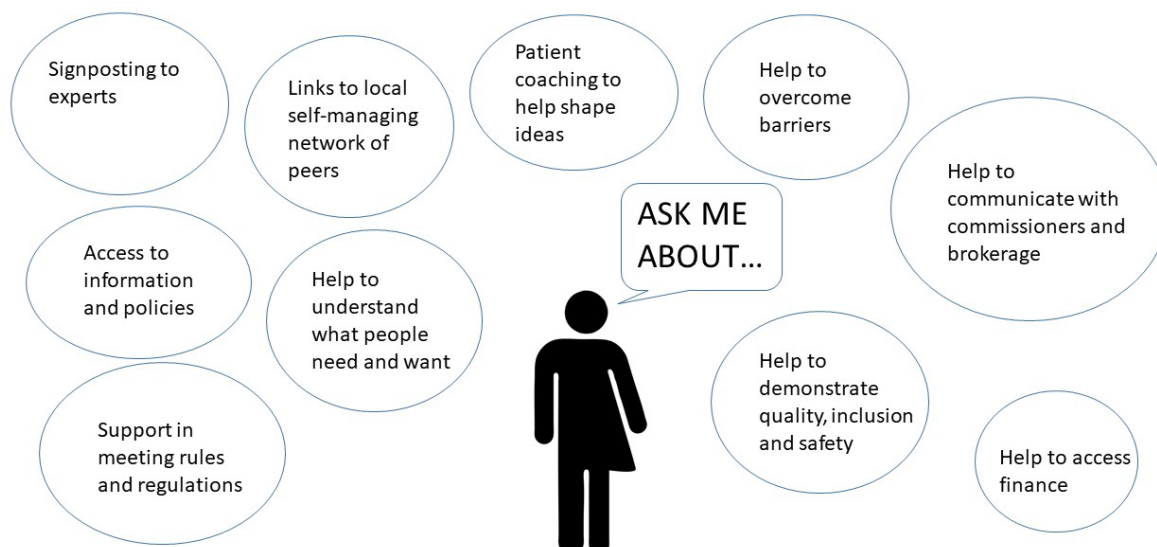 Signposting to
experts
Links to local
self-managing
network of
peers
Patient
coaching to
help shape
ideas
Help to
overcome
barriers
Help to
communicate with
commissioners and
brokerage
ASK ME
ABOUT...
Access to
information
and policies
Help to
understand
what people
need and want
Help to
demonstrate
quality, inclusion
and safety
Support in
meeting rules
and regulations
Help to access
finance